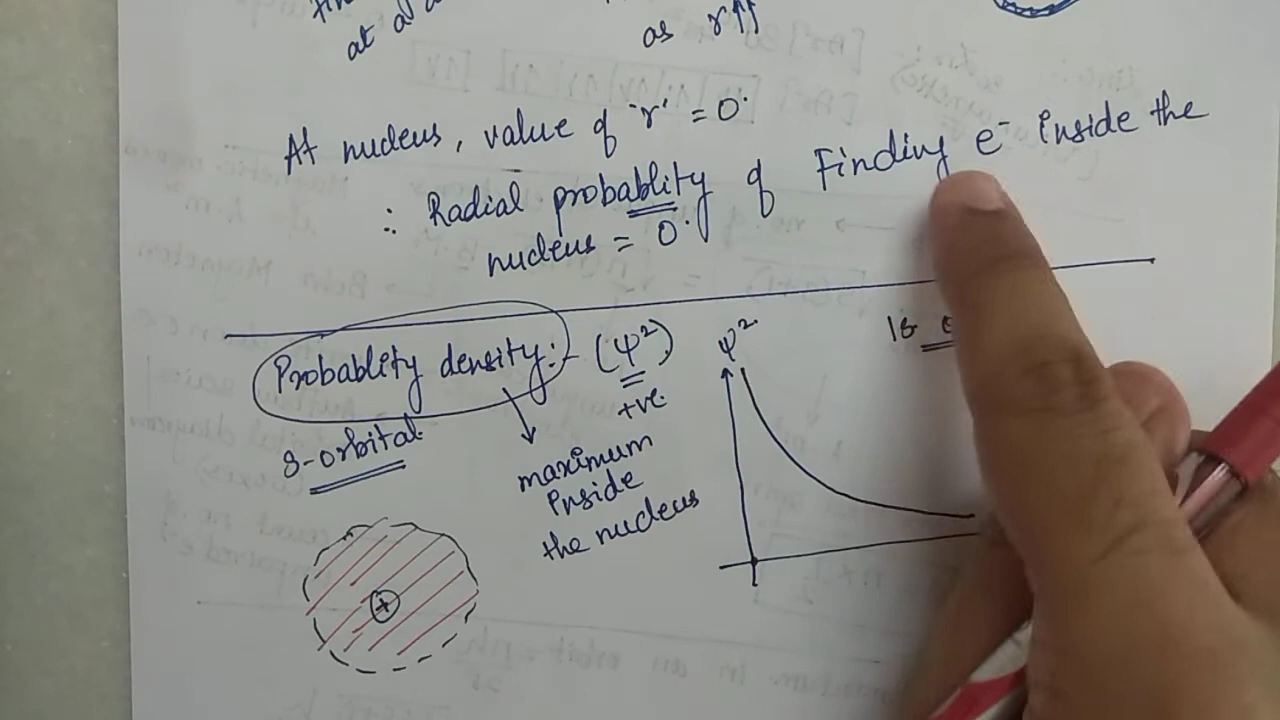 at a
as r↑↑
At nucleus, value of 'r' = 0.
∴ Radial probablity of Finding e⁻ inside the
nucleus = 0.
Probablity density:- (ψ²)
+ve.
s-orbital
maximum
inside
the nucleus
ψ²
1s
+